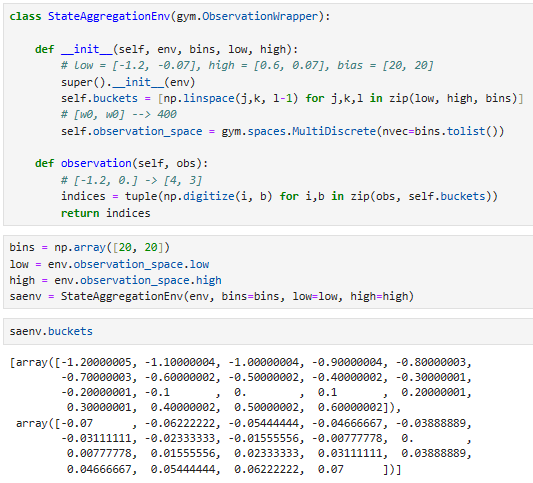 class StateAggregationEnv(gym.ObservationWrapper):
    def __init__(self, env, bins, low, high):
        # low = [-1.2, -0.07], high = [0.6, 0.07], bias = [20, 20]
        super().__init__(env)
        self.buckets = [np.linspace(j,k, l-1) for j,k,l in zip(low, high, bins)]
        # [w0, w0] --> 400
        self.observation_space = gym.spaces.MultiDiscrete(nvec=bins.tolist())
    def observation(self, obs):
        # [-1.2, 0.] -> [4, 3]
        indices = tuple(np.digitize(i, b) for i,b in zip(obs, self.buckets))
        return indices
bins = np.array([20, 20])
low = env.observation_space.low
high = env.observation_space.high
saenv = StateAggregationEnv(env, bins=bins, low=low, high=high)
saenv.buckets
[array([-1.20000005, -1.10000004, -1.00000004, -0.90000004, -0.80000003,
        -0.70000003, -0.60000002, -0.50000002, -0.40000002, -0.30000001,
        -0.20000001, -0.1       ,  0.        ,  0.1       ,  0.20000001,
         0.30000001,  0.40000002,  0.50000002,  0.60000002]),
 array([-0.07      , -0.06222222, -0.05444444, -0.04666667, -0.03888889,
        -0.03111111, -0.02333333, -0.01555556, -0.00777778,  0.        ,
         0.00777778,  0.01555556,  0.02333333,  0.03111111,  0.03888889,
         0.04666667,  0.05444444,  0.06222222,  0.07      ])]